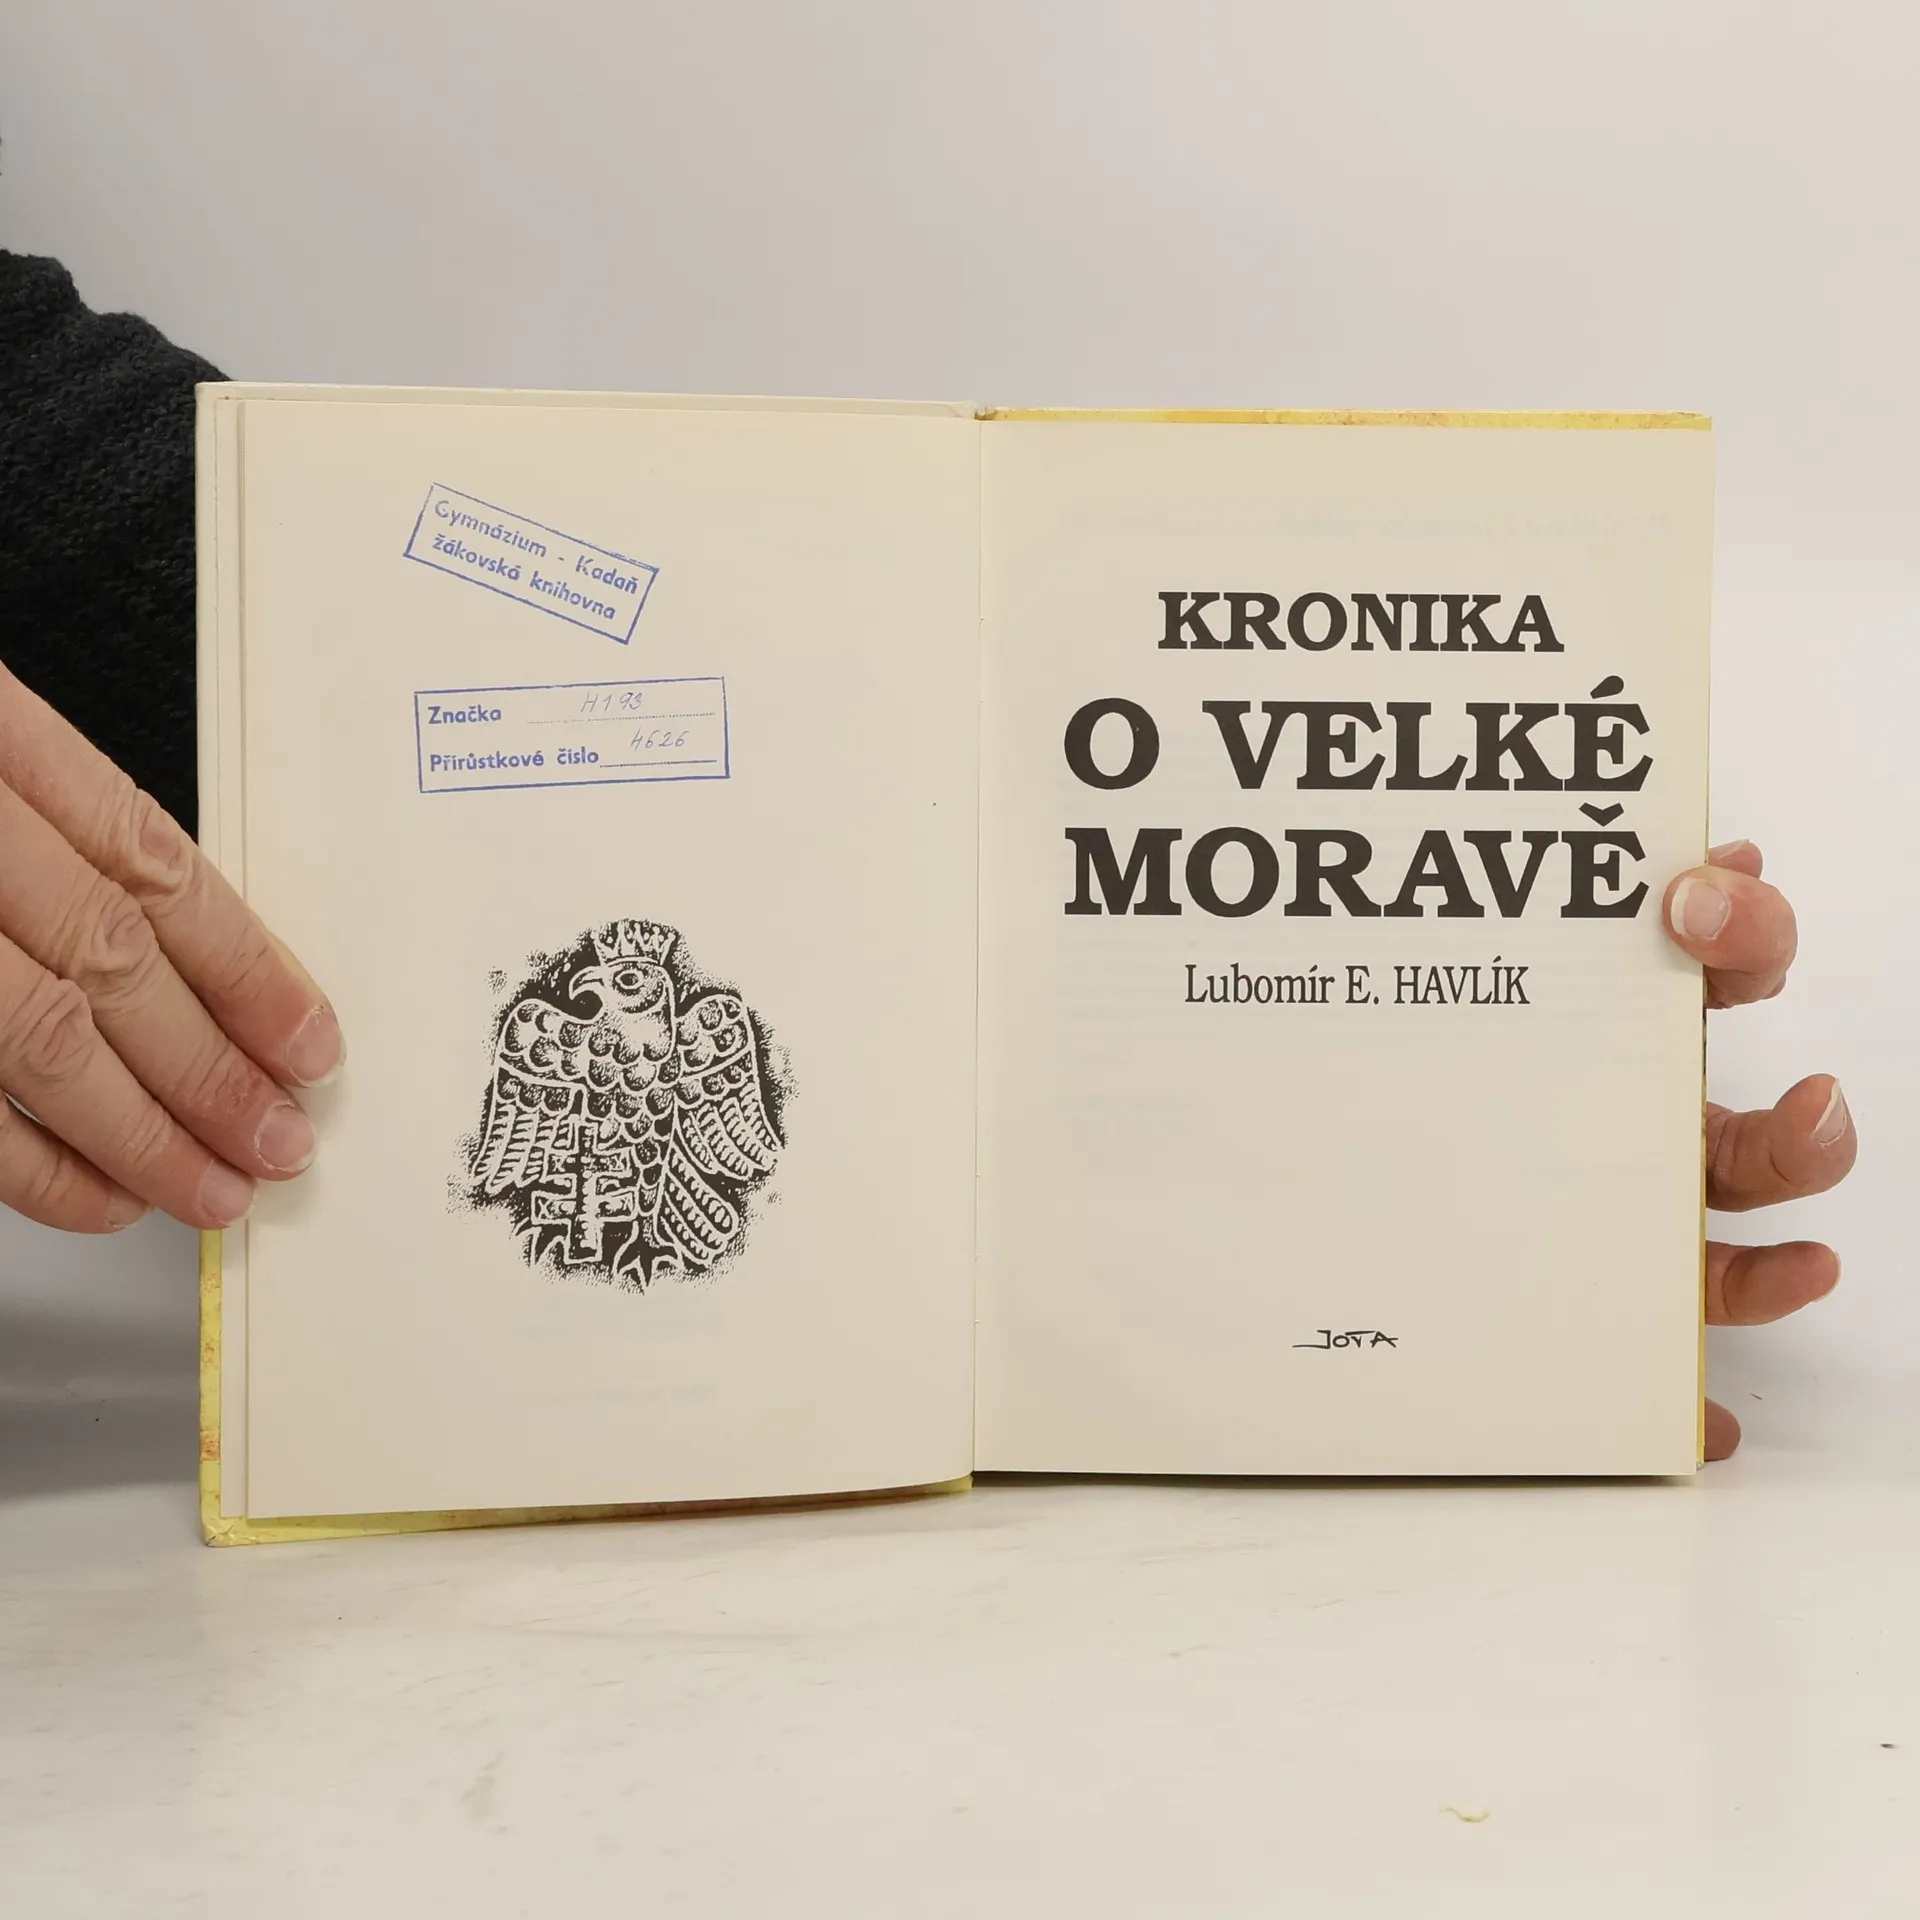 Gymnázium - Kadaň
žákovská knihovna
Značka H193
Přírůstkové číslo 4626
KRONIKA
O VELKÉ
MORAVĚ
Lubomír E. HAVLÍK
JOTA